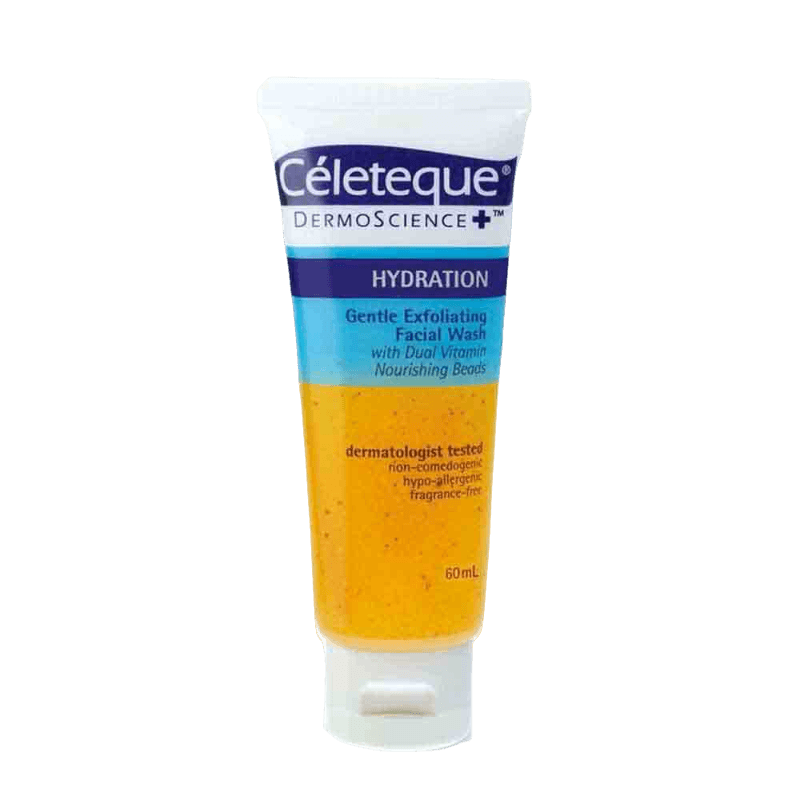 Céleteque®
DERMOSCIENCE+™
HYDRATION
Gentle Exfoliating
Facial Wash
with Dual Vitamin
Nourishing Beads
dermatologist tested
non-comedogenic
hypo-allergenic
fragrance-free
60mL